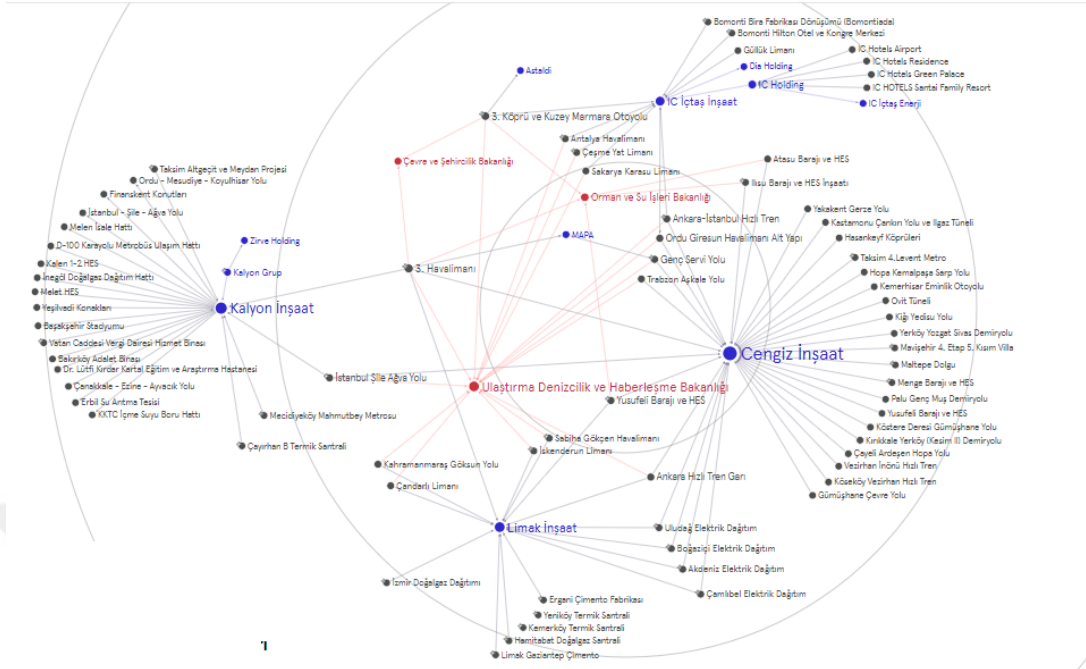 Bomonti Bira Fabrikası Dönüşümü (Bomontiada)
Bomonti Hilton Otel ve Kongre Merkezi
Güllük Limanı
IC Hotels Airport
IC Hotels Residence
Dia Holding
IC Hotels Green Palace
Astaldi
IC Holding
IC HOTELS Santai Family Resort
IC İçtaş İnşaat
IC İçtaş Enerji
3. Köprü ve Kuzey Marmara Otoyolu
Antalya Havalimanı
Çeşme Yat Limanı
Çevre ve Şehircilik Bakanlığı
Atasu Barajı ve HES
Taksim Altgeçit ve Meydan Projesi
Sakarya Karasu Limanı
Ordu - Mesudiye - Koyulhisar Yolu
Ilısu Barajı ve HES İnşaatı
Finanskent Konutları
Orman ve Su İşleri Bakanlığı
İstanbul - Şile - Ağva Yolu
Yakakent Gerze Yolu
Melen İsale Hattı
Ankara-İstanbul Hızlı Tren
Kastamonu Çankırı Yolu ve Ilgaz Tüneli
Zirve Holding
MAPA
Ordu Giresun Havalimanı Alt Yapı
Hasankeyf Köprüleri
D-100 Karayolu Metrobüs Ulaşım Hattı
Taksim 4.Levent Metro
Kalen 1-2 HES
Genç Servi Yolu
Kalyon Grup
3. Havalimanı
Hopa Kemalpaşa Sarp Yolu
İnegöl Doğalgaz Dağıtım Hattı
Trabzon Aşkale Yolu
Kemerhisar Eminlik Otoyolu
Melet HES
Ovit Tüneli
Yeşilvadi Konakları
Kalyon İnşaat
Kiğı Yedisu Yolu
Başakşehir Stadyumu
Yerköy Yozgat Sivas Demiryolu
Vatan Caddesi Vergi Dairesi Hizmet Binası
Mavişehir 4. Etap 5. Kısım Villa
Cengiz İnşaat
Bakırköy Adalet Binası
Maltepe Dolgu
Dr. Lütfi Kırdar Kartal Eğitim ve Araştırma Hastanesi
İstanbul Şile Ağva Yolu
Menge Barajı ve HES
Çanakkale - Ezine - Ayvacık Yolu
Ulaştırma Denizcilik ve Haberleşme Bakanlığı
Palu Genç Muş Demiryolu
Erbil Su Arıtma Tesisi
Yusufeli Barajı ve HES
Yusufeli Barajı ve HES
KKTC İçme Suyu Boru Hattı
Mecidiyeköy Mahmutbey Metrosu
Köstere Deresi Gümüşhane Yolu
Sabiha Gökçen Havalimanı
Kırıkkale Yerköy (Kesim II) Demiryolu
Çayırhan B Termik Santrali
İskenderun Limanı
Çayeli Ardeşen Hopa Yolu
Kahramanmaraş Göksun Yolu
Vezirhan İnönü Hızlı Tren
Ankara Hızlı Tren Garı
Köseköy Vezirhan Hızlı Tren
Çandarlı Limanı
Gümüşhane Çevre Yolu
Limak İnşaat
Uludağ Elektrik Dağıtım
Boğaziçi Elektrik Dağıtım
Akdeniz Elektrik Dağıtım
İzmir Doğalgaz Dağıtımı
Çamlıbel Elektrik Dağıtım
Ergani Çimento Fabrikası
Yeniköy Termik Santrali
Kemerköy Termik Santrali
Hamitabat Doğalgaz Santrali
Limak Gaziantep Çimento